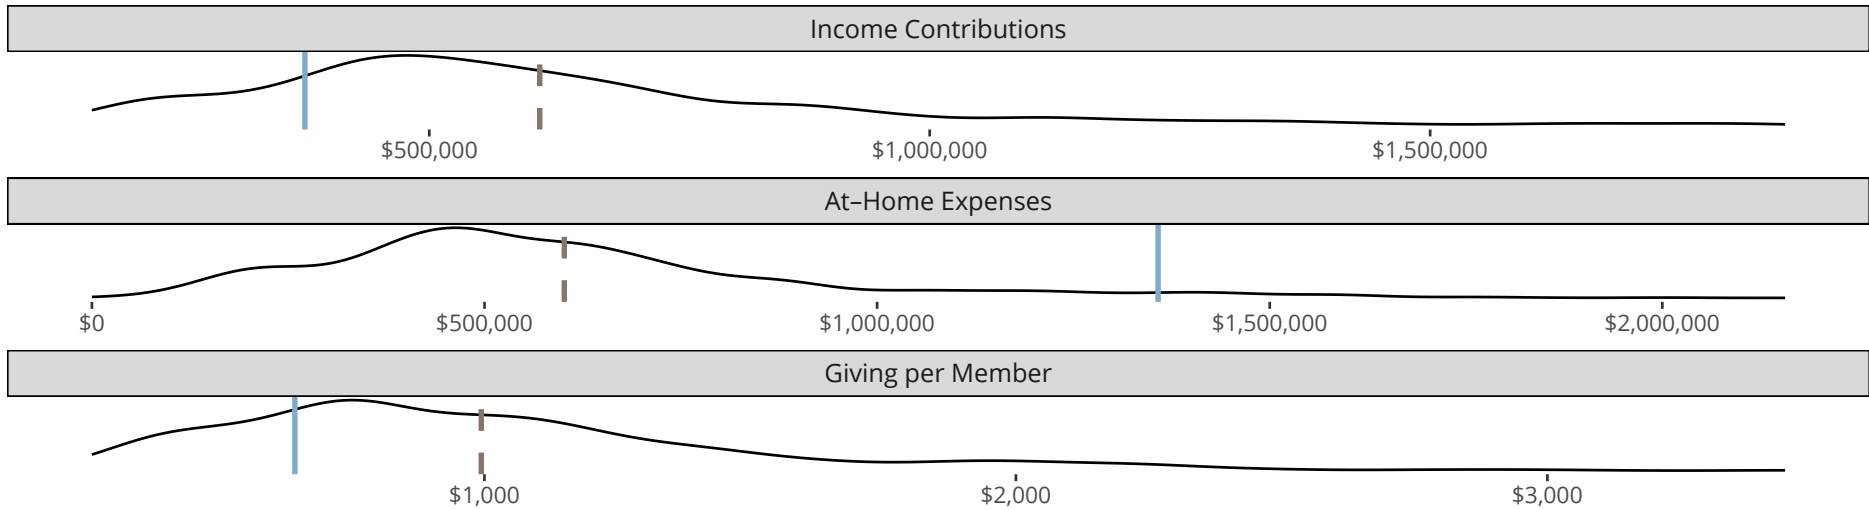 Income Contributions
$500,000 $1,000,000 $1,500,000
At–Home Expenses
$0 $500,000 $1,000,000 $1,500,000 $2,000,000
Giving per Member
$1,000 $2,000 $3,000